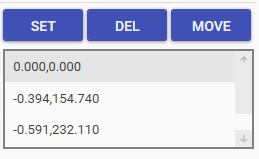 SET DEL MOVE
0.000,0.000
-0.394,154.740
-0.591,232.110